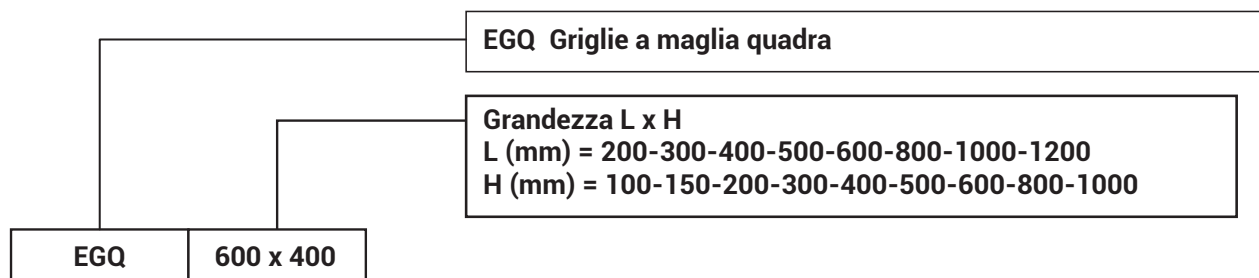 EGQ Griglie a maglia quadra
Grandezza L x H
L (mm) = 200-300-400-500-600-800-1000-1200
H (mm) = 100-150-200-300-400-500-600-800-1000
EGQ 600 x 400